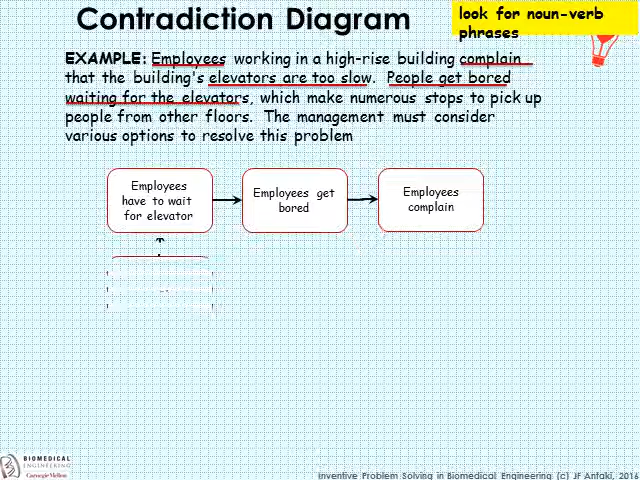 Contradiction Diagram
look for noun-verb
phrases
EXAMPLE: Employees working in a high-rise building complain
that the building's elevators are too slow. People get bored
waiting for the elevators, which make numerous stops to pick up
people from other floors. The management must consider
various options to resolve this problem
Employees
have to wait
for elevator
Employees get
bored
Employees
complain
BIOMEDICAL
ENGINEERING
Carnegie Mellon
Inventive Problem Solving in Biomedical Engineering (c) JF Antaki, 2016